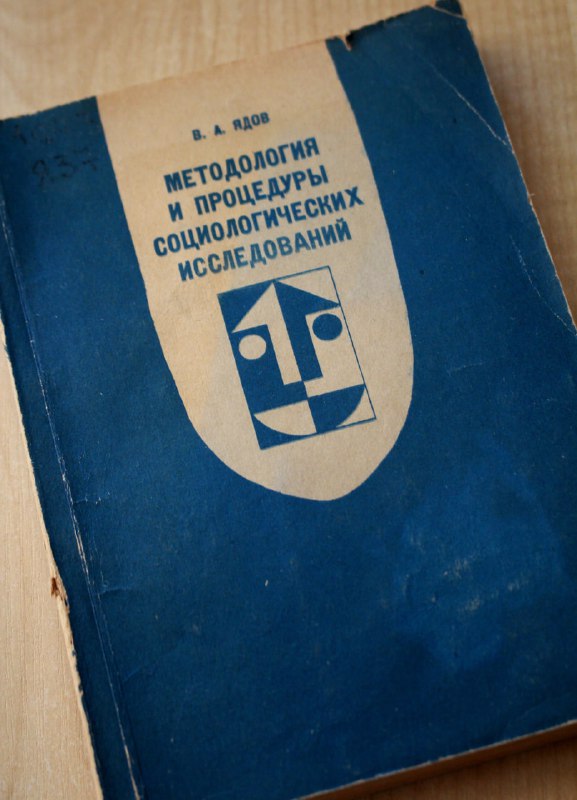 В. А. ЯДОВ
МЕТОДОЛОГИЯ
И ПРОЦЕДУРЫ
СОЦИОЛОГИЧЕСКИХ
ИССЛЕДОВАНИЙ